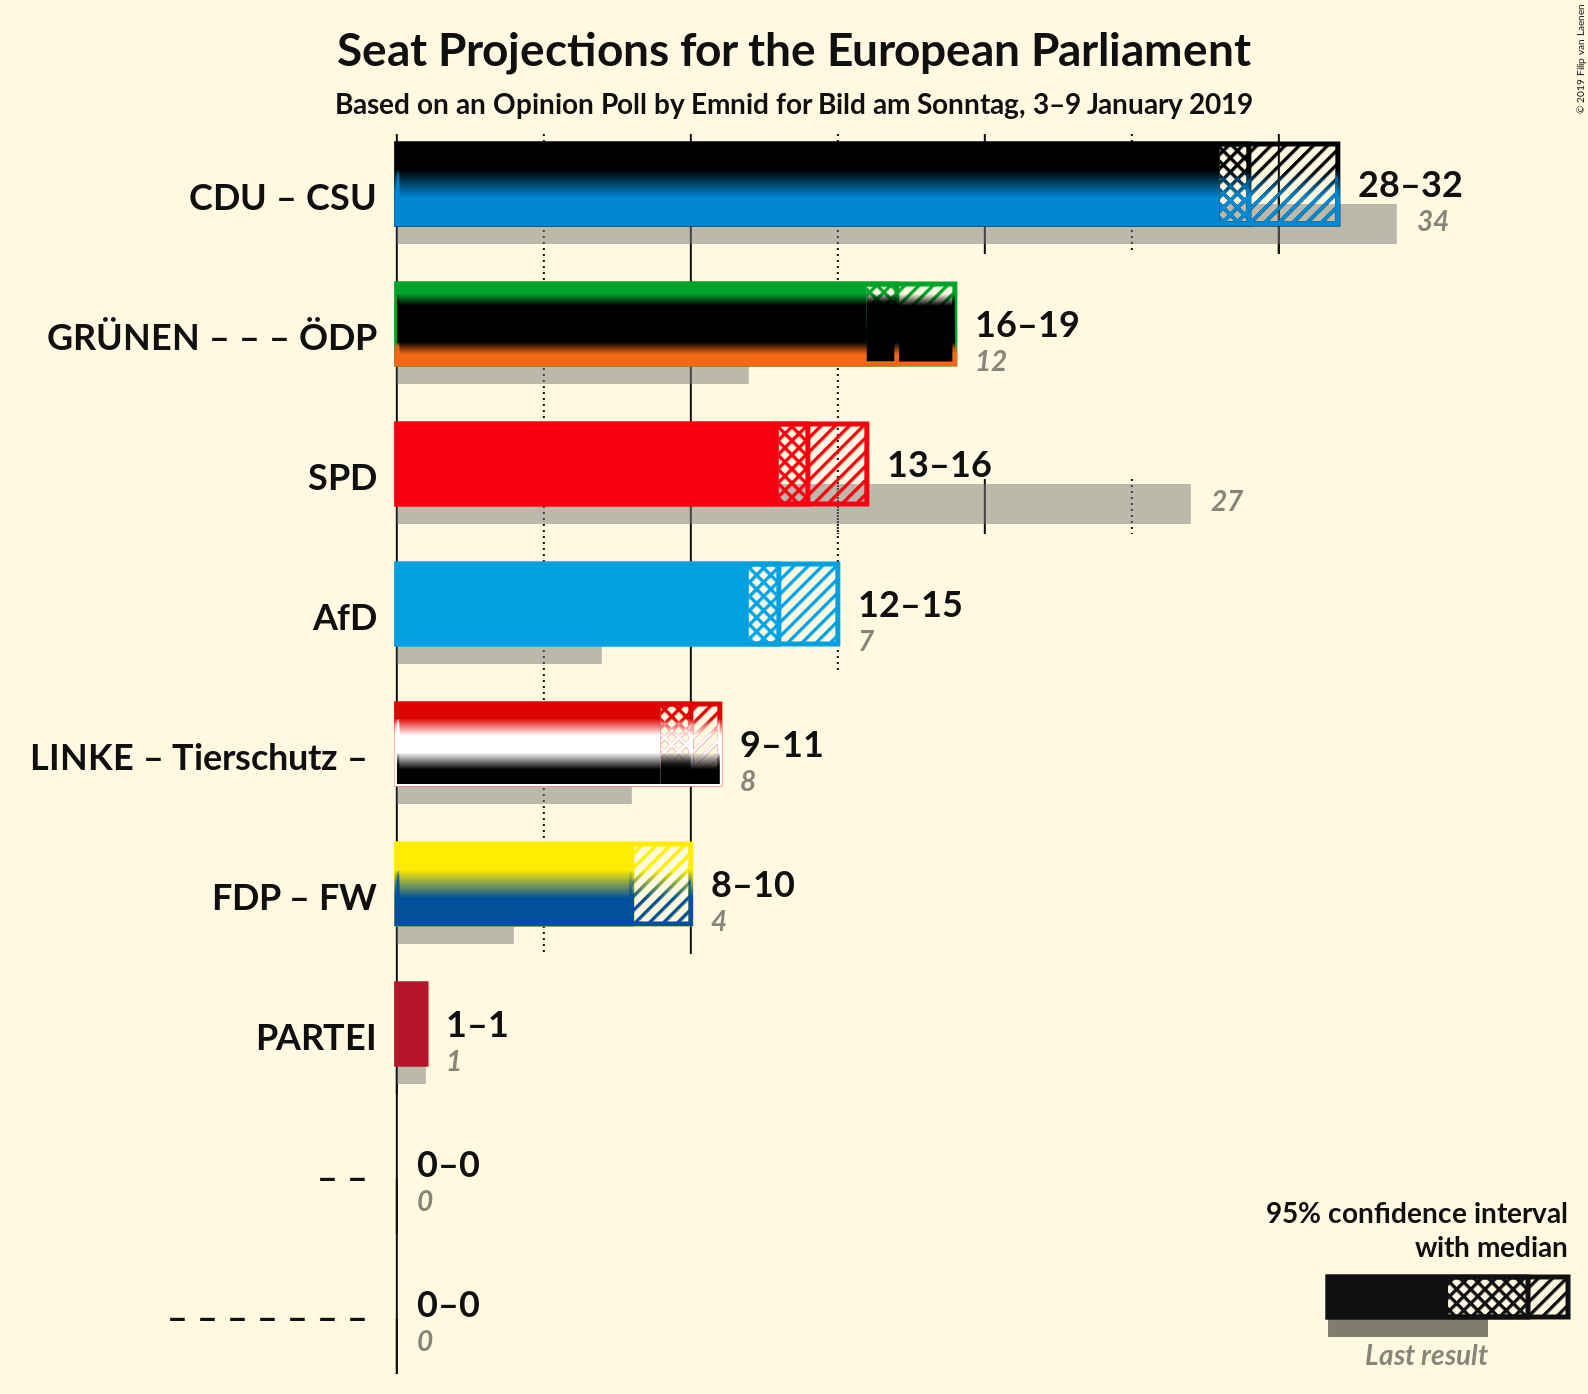 Seat Projections for the European Parliament
Based on an Opinion Poll by Emnid for Bild am Sonntag, 3–9 January 2019
© 2019 Filip van Laenen
CDU – CSU
28–32
34
GRÜNEN – – – ÖDP
16–19
12
SPD
13–16
27
AfD
12–15
7
LINKE – Tierschutz –
9–11
8
FDP – FW
8–10
4
PARTEI
1–1
1
– –
0–0
0
– – – – – – –
0–0
0
95% confidence interval
with median
Last result